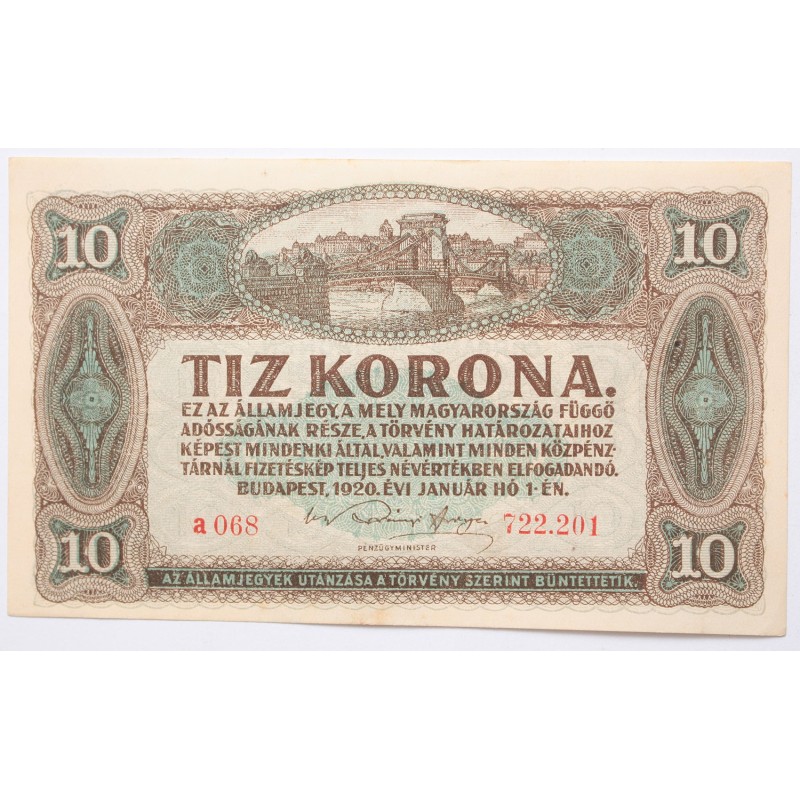 10 10
TIZ KORONA.
EZ AZ ÁLLAMJEGY, A MELY MAGYARORSZÁG FÜGGŐ
ADÓSSÁGÁNAK RÉSZE, A TÖRVÉNY HATÁROZATAIHOZ
KÉPEST MINDENKI ÁLTAL, VALAMINT MINDEN KÖZPÉNZ-
TÁRNÁL FIZETÉSKÉP TELJES NÉVÉRTÉKBEN ELFOGADANDÓ.
BUDAPEST, 1920. ÉVI JANUÁR HÓ 1-ÉN.
a 068 722.201
PENZÜGYMINISTER
10 10
AZ ÁLLAMJEGYEK UTÁNZÁSA A TÖRVÉNY SZERINT BÜNTETTETIK.